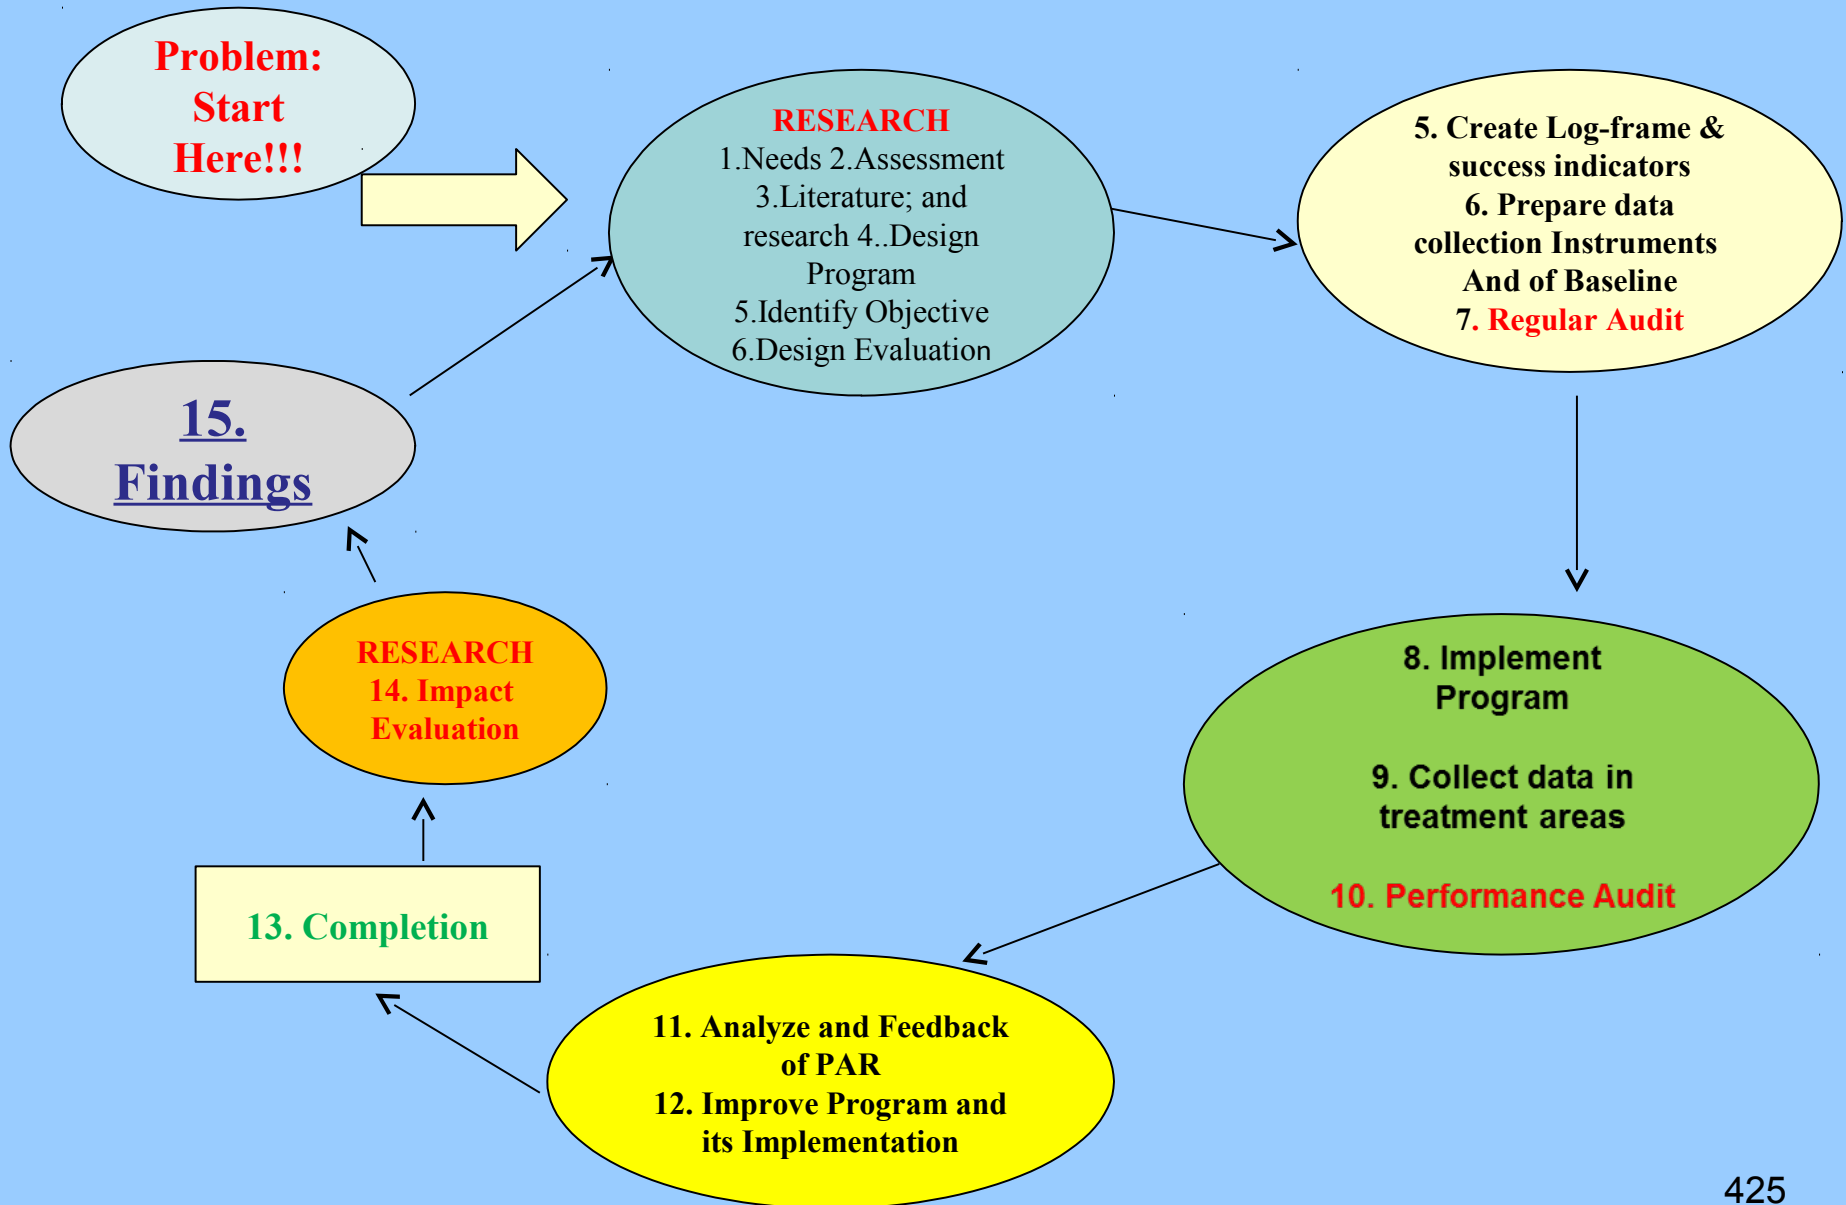 Problem:
Start
Here!!!
RESEARCH
1.Needs 2.Assessment
3.Literature; and
research 4..Design
Program
5.Identify Objective
6.Design Evaluation
5. Create Log-frame &
success indicators
6. Prepare data
collection Instruments
And of Baseline
7. Regular Audit
8. Implement
Program
9. Collect data in
treatment areas
10. Performance Audit
11. Analyze and Feedback
of PAR
12. Improve Program and
its Implementation
13. Completion
RESEARCH
14. Impact
Evaluation
15.
Findings
425